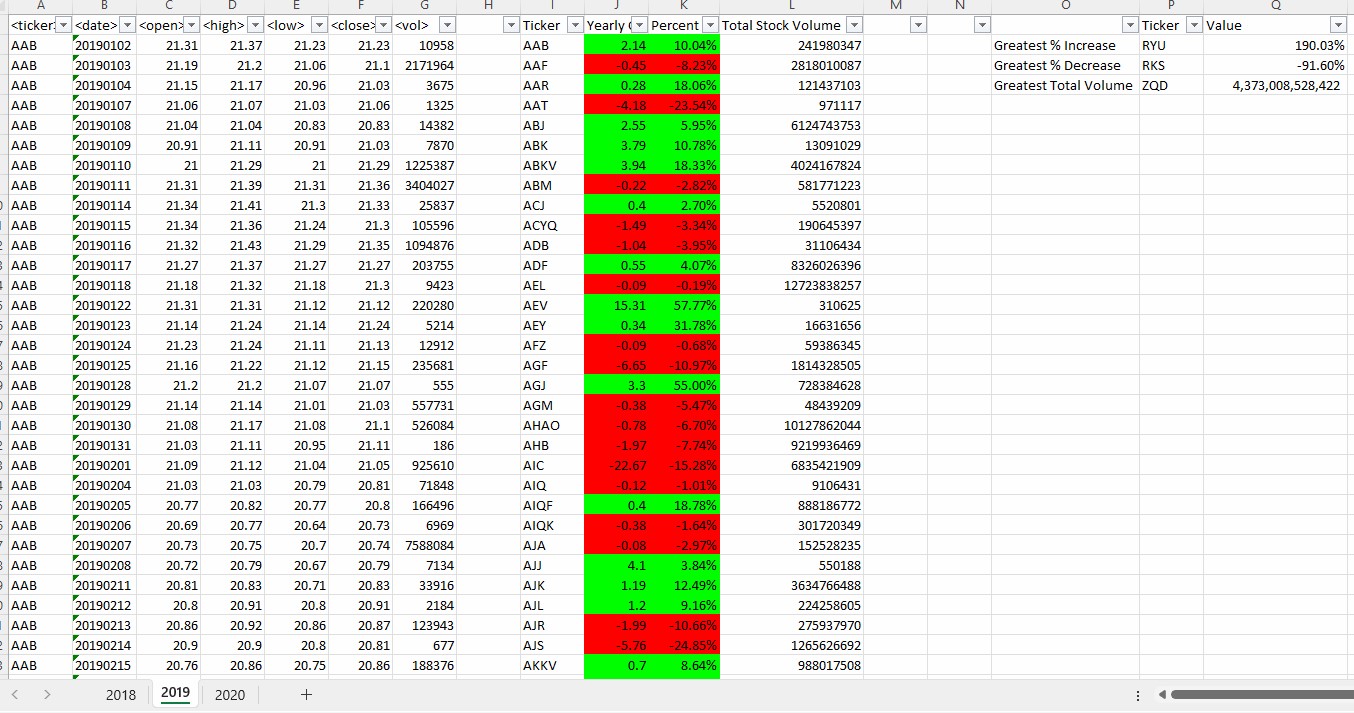 A B C D E F G H I J K L M N O P Q
<ticker> <date> <open> <high> <low> <close> <vol> Ticker Yearly C Percent Total Stock Volume Ticker Value
AAB 20190102 21.31 21.37 21.23 21.23 10958 AAB 2.14 10.04% 241980347 Greatest % Increase RYU 190.03%
AAB 20190103 21.19 21.2 21.06 21.1 2171964 AAF -0.45 -8.23% 2818010087 Greatest % Decrease RKS -91.60%
AAB 20190104 21.15 21.17 20.96 21.03 3675 AAR 0.28 18.06% 121437103 Greatest Total Volume ZQD 4,373,008,528,422
AAB 20190107 21.06 21.07 21.03 21.06 1325 AAT -4.18 -23.54% 971117
AAB 20190108 21.04 21.04 20.83 20.83 14382 ABJ 2.55 5.95% 6124743753
AAB 20190109 20.91 21.11 20.91 21.03 7870 ABK 3.79 10.78% 13091029
AAB 20190110 21 21.29 21 21.29 1225387 ABKV 3.94 18.33% 4024167824
AAB 20190111 21.31 21.39 21.31 21.36 3404027 ABM -0.22 -2.82% 581771223
AAB 20190114 21.34 21.41 21.3 21.33 25837 ACJ 0.4 2.70% 5520801
AAB 20190115 21.34 21.36 21.24 21.3 105596 ACYQ -1.49 -3.34% 190645397
AAB 20190116 21.32 21.43 21.29 21.35 1094876 ADB -1.04 -3.95% 31106434
AAB 20190117 21.27 21.37 21.27 21.27 203755 ADF 0.55 4.07% 8326026396
AAB 20190118 21.18 21.32 21.18 21.3 9423 AEL -0.09 -0.19% 12723838257
AAB 20190122 21.31 21.31 21.12 21.12 220280 AEV 15.31 57.77% 310625
AAB 20190123 21.14 21.24 21.14 21.24 5214 AEY 0.34 31.78% 16631656
AAB 20190124 21.23 21.24 21.11 21.13 12912 AFZ -0.09 -0.68% 59386345
AAB 20190125 21.16 21.22 21.12 21.15 235681 AGF -6.65 -10.97% 1814328505
AAB 20190128 21.2 21.2 21.07 21.07 555 AGJ 3.3 55.00% 728384628
AAB 20190129 21.14 21.14 21.01 21.03 557731 AGM -0.38 -5.47% 48439209
AAB 20190130 21.08 21.17 21.08 21.1 526084 AHAO -0.78 -6.70% 10127862044
AAB 20190131 21.03 21.11 20.95 21.11 186 AHB -1.97 -7.74% 9219936469
AAB 20190201 21.09 21.12 21.04 21.05 925610 AIC -22.67 -15.28% 6835421909
AAB 20190204 21.03 21.03 20.79 20.81 71848 AIQ -0.12 -1.01% 9106431
AAB 20190205 20.77 20.82 20.77 20.8 166496 AIQF 0.4 18.78% 888186772
AAB 20190206 20.69 20.77 20.64 20.73 6969 AIQK -0.38 -1.64% 301720349
AAB 20190207 20.73 20.75 20.7 20.74 7588084 AJA -0.08 -2.97% 152528235
AAB 20190208 20.72 20.79 20.67 20.79 7134 AJJ 4.1 3.84% 550188
AAB 20190211 20.81 20.83 20.71 20.83 33916 AJK 1.19 12.49% 3634766488
AAB 20190212 20.8 20.91 20.8 20.91 2184 AJL 1.2 9.16% 224258605
AAB 20190213 20.86 20.92 20.86 20.87 123943 AJR -1.99 -10.66% 275937970
AAB 20190214 20.9 20.9 20.8 20.81 677 AJS -5.76 -24.85% 1265626692
AAB 20190215 20.76 20.86 20.75 20.86 188376 AKKV 0.7 8.64% 988017508
2018 2019 2020